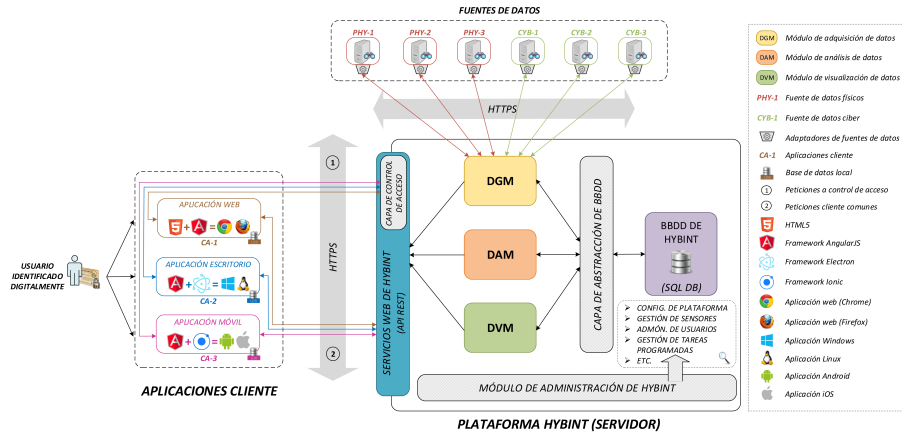 FUENTES DE DATOS
PHY-1
PHY-2
PHY-3
CYB-1
CYB-2
CYB-3
HTTPS
1
HTTPS
2
USUARIO
IDENTIFICADO
DIGITALMENTE
APLICACIÓN WEB
+
=
CA-1
APLICACIÓN ESCRITORIO
+
=
CA-2
APLICACIÓN MÓVIL
+
=
CA-3
APLICACIONES CLIENTE
SERVICIOS WEB DE HYBINT
(API REST)
CAPA DE CONTROL
DE ACCESO
DGM
DAM
DVM
CAPA DE ABSTRACCIÓN DE BBDD
BBDD DE
HYBINT
(SQL DB)
CONFIG. DE PLATAFORMA
GESTIÓN DE SENSORES
ADMÓN. DE USUARIOS
GESTIÓN DE TAREAS
PROGRAMADAS
ETC.
MÓDULO DE ADMINISTRACIÓN DE HYBINT
PLATAFORMA HYBINT (SERVIDOR)
DGM Módulo de adquisición de datos
DAM Módulo de análisis de datos
DVM Módulo de visualización de datos
PHY-1 Fuente de datos físicos
CYB-1 Fuente de datos ciber
Adaptadores de fuentes de datos
CA-1 Aplicaciones cliente
Base de datos local
1 Peticiones a control de acceso
2 Peticiones cliente comunes
HTML5
Framework AngularJS
Framework Electron
Framework Ionic
Aplicación web (Chrome)
Aplicación web (Firefox)
Aplicación Windows
Aplicación Linux
Aplicación Android
Aplicación iOS